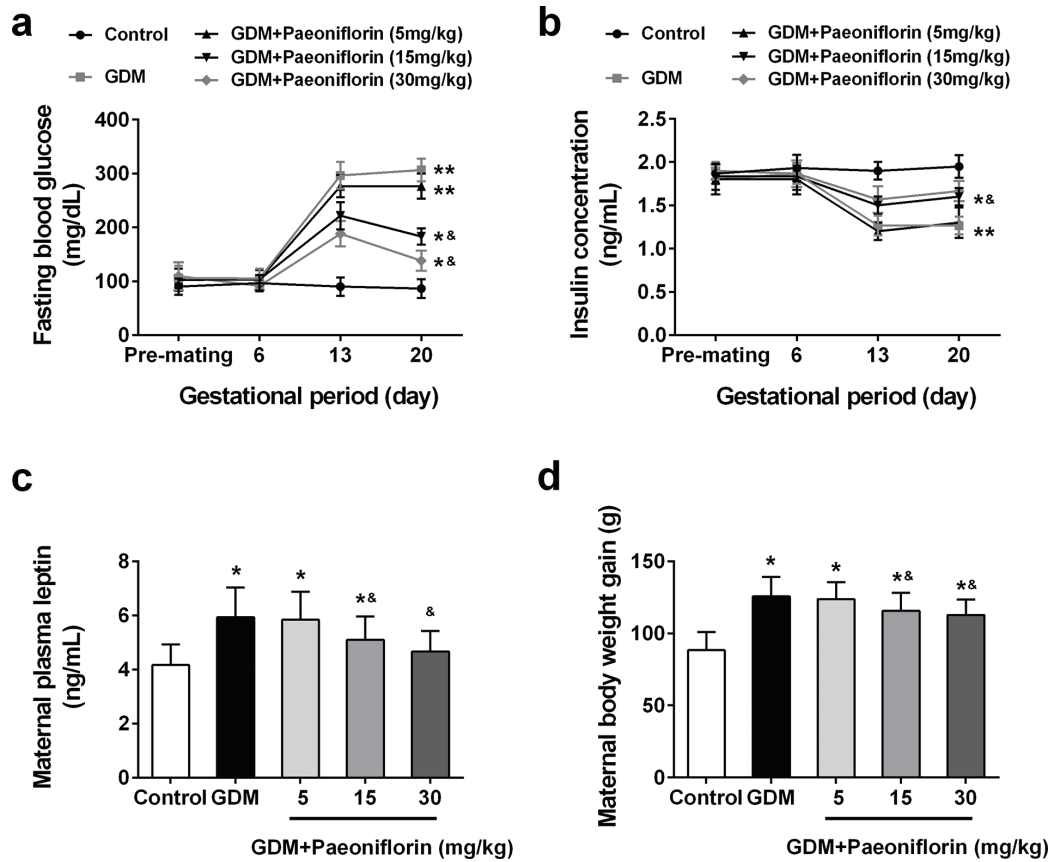 a
Control
GDM+Paeoniflorin (5mg/kg)
GDM+Paeoniflorin (15mg/kg)
GDM
GDM+Paeoniflorin (30mg/kg)
Fasting blood glucose
(mg/dL)
400
300
200
100
0
**
**
*&
*&
Pre-mating 6 13 20
Gestational period (day)
b
Control
GDM+Paeoniflorin (5mg/kg)
GDM+Paeoniflorin (15mg/kg)
GDM
GDM+Paeoniflorin (30mg/kg)
Insulin concentration
(ng/mL)
2.5
2.0
1.5
1.0
0.5
0.0
*&
**
Pre-mating 6 13 20
Gestational period (day)
c
Maternal plasma leptin
(ng/mL)
8
6
4
2
0
* * *& &
Control GDM 5 15 30
GDM+Paeoniflorin (mg/kg)
d
Maternal body weight gain (g)
150
100
50
0
* * *& *&
Control GDM 5 15 30
GDM+Paeoniflorin (mg/kg)